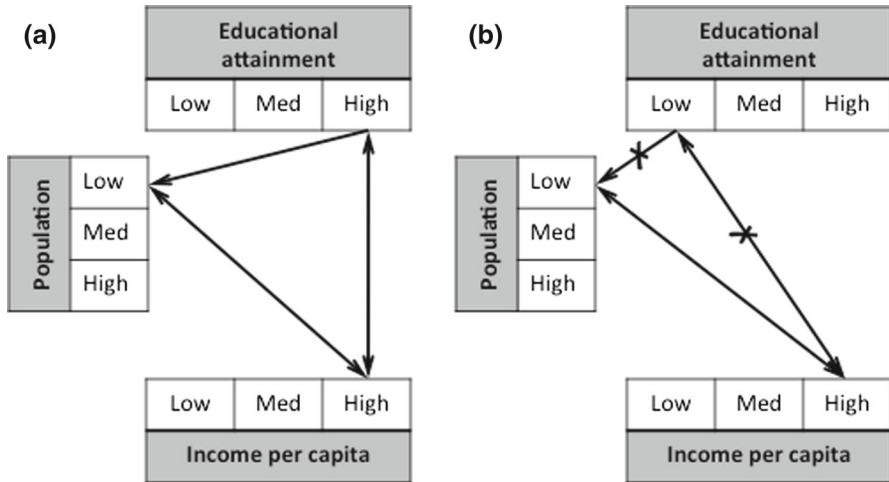 (a)
Educational
attainment
Low Med High
Population
Low
Med
High
Low Med High
Income per capita
(b)
Educational
attainment
Low Med High
Population
Low
Med
High
Low Med High
Income per capita